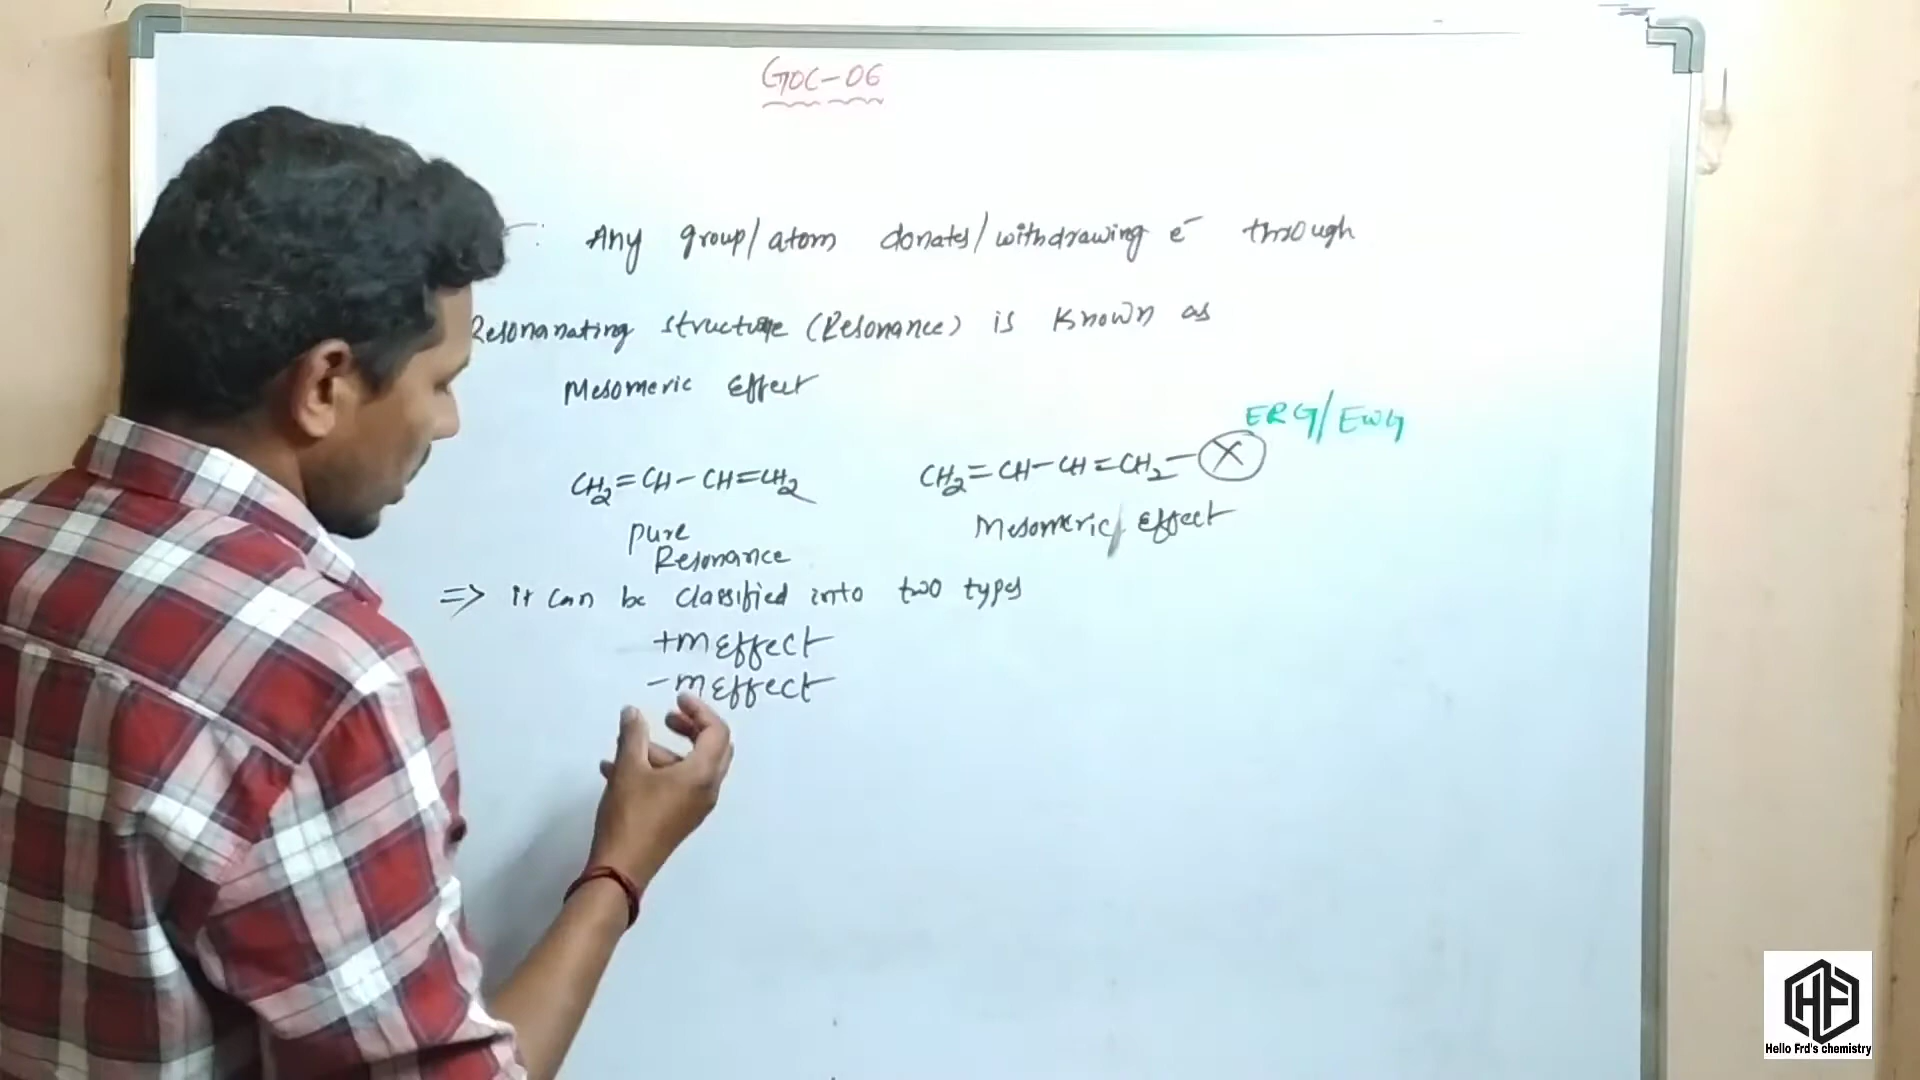 GOC-06
: Any group/atom donates/withdrawing e⁻ through
Resonanating structure (Resonance) is known as
Mesomeric Effect
ERG/EWG
CH₂=CH-CH=CH₂
CH₂=CH-CH=CH₂-X
Pure
Resonance
Mesomeric Effect
=> it can be classified into two types
+m Effect
-m Effect
HF
Hello Frd's chemistry